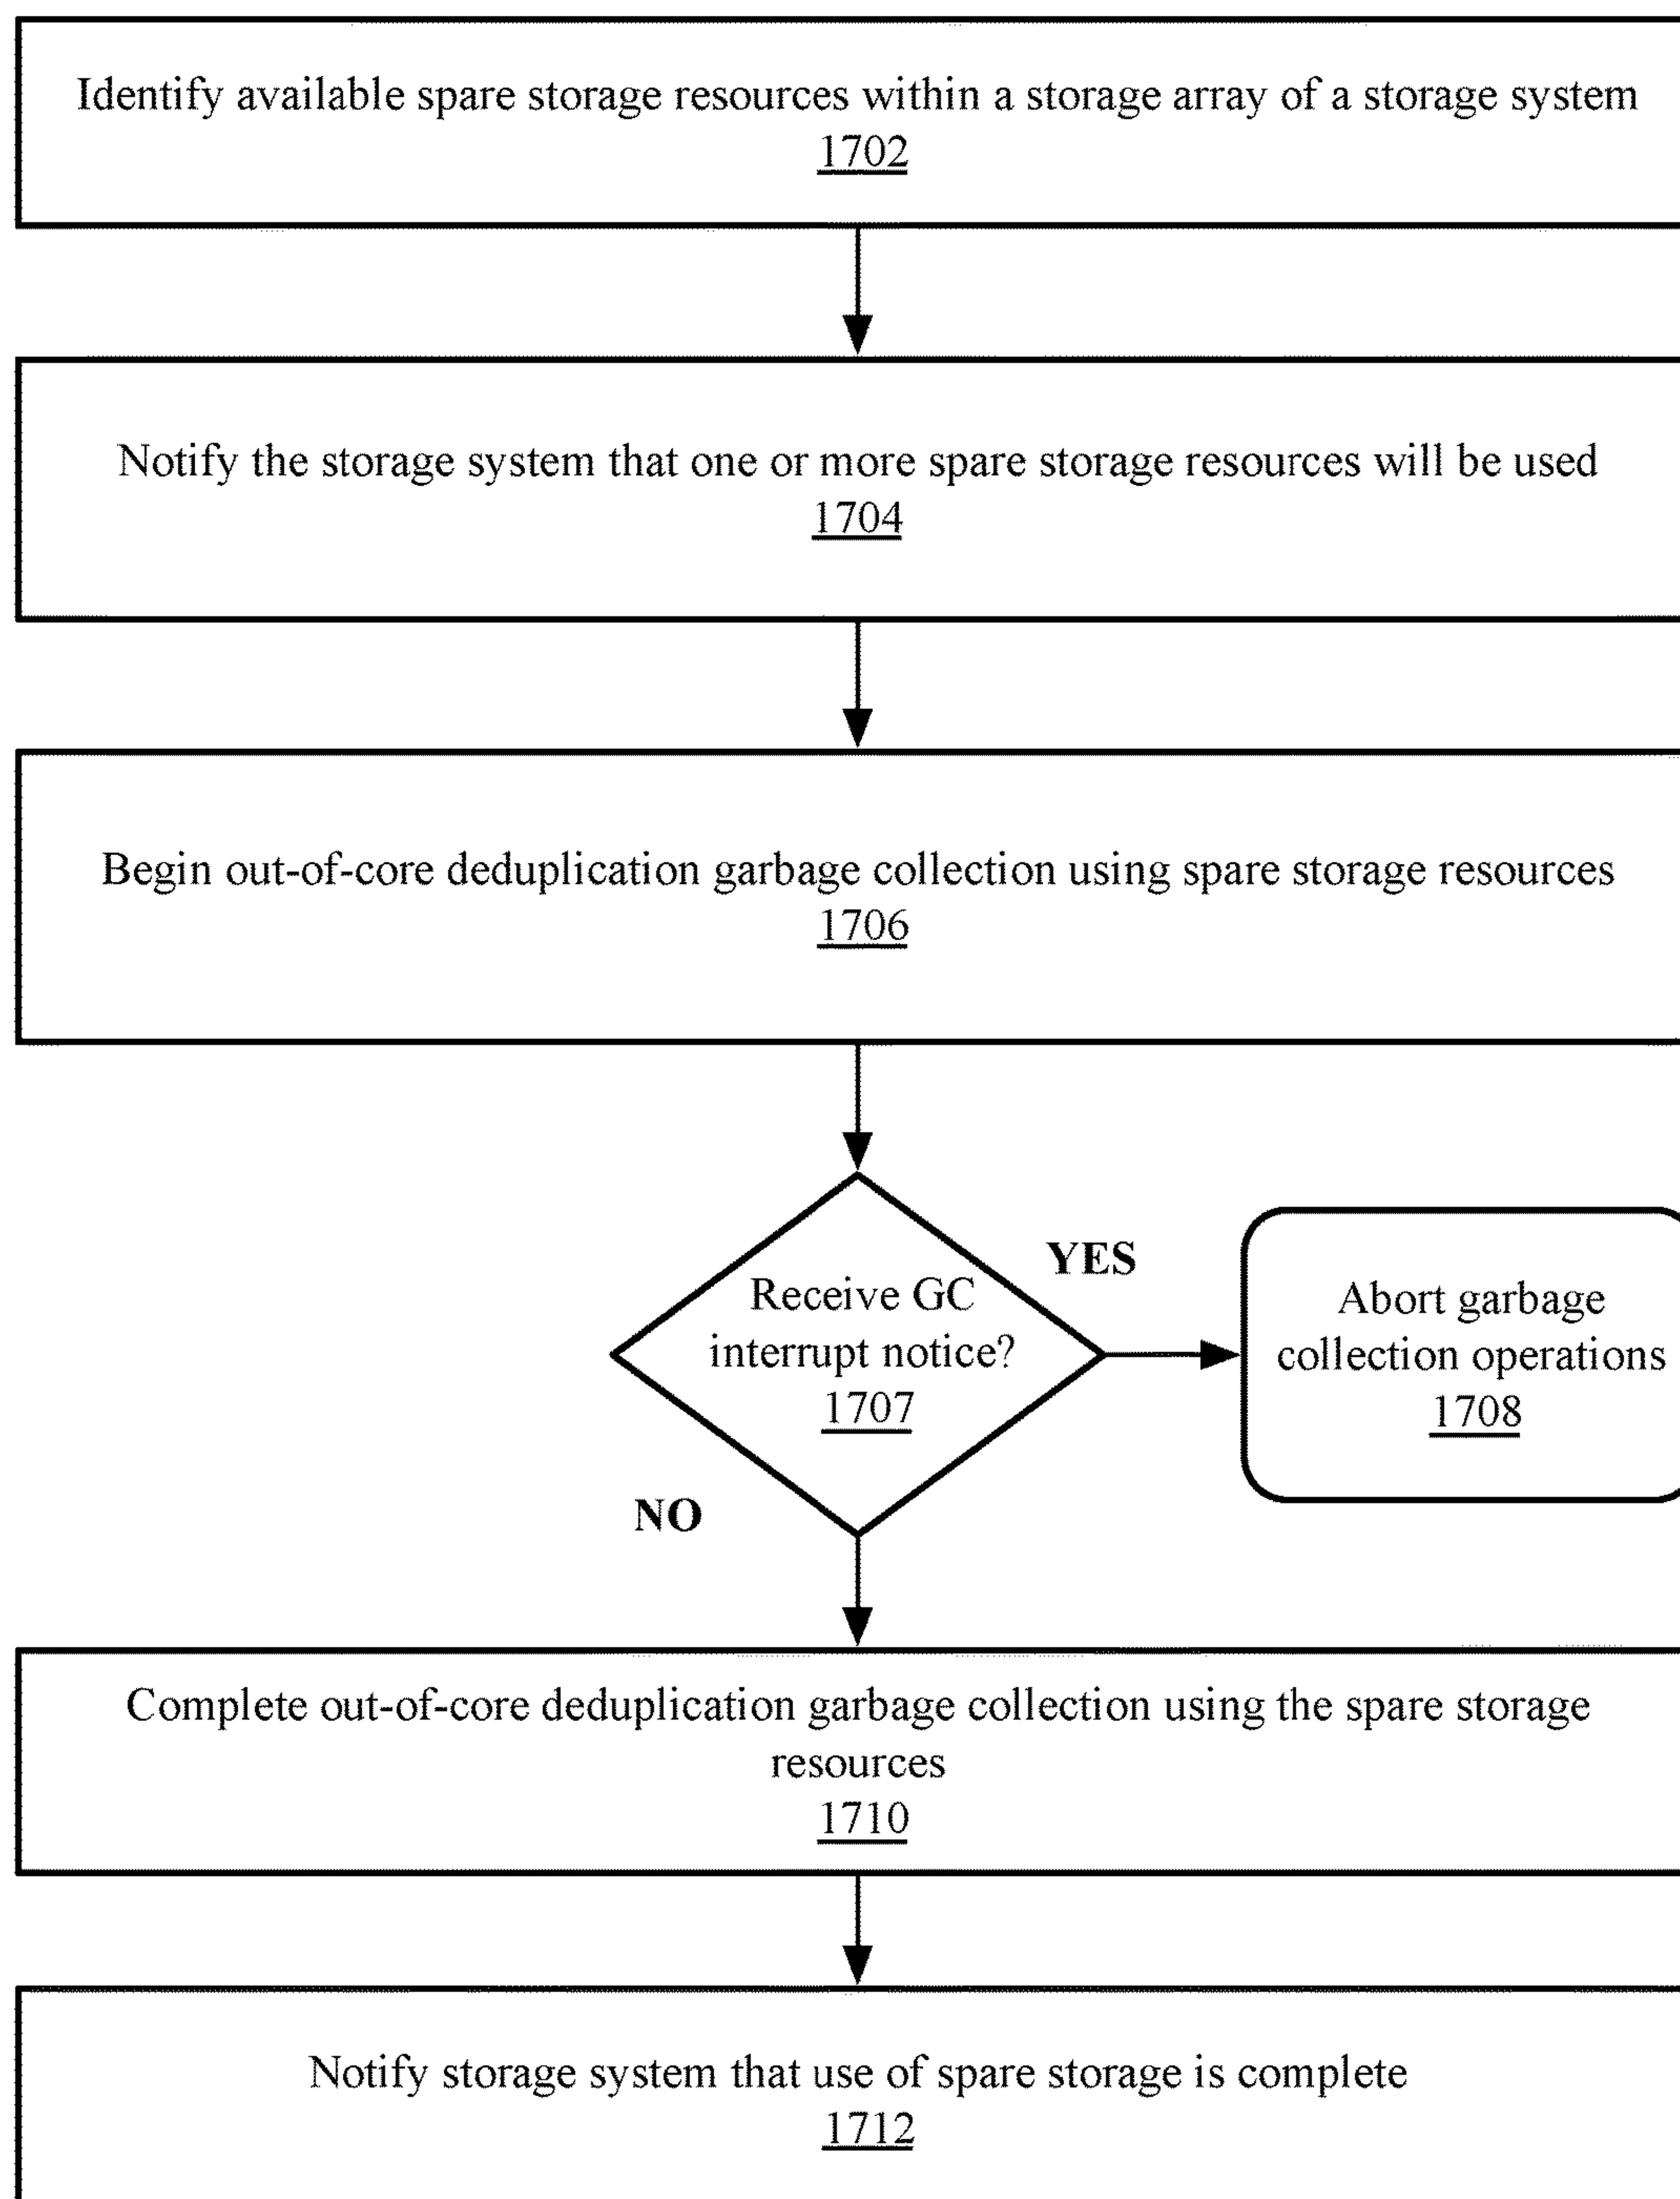 Identify available spare storage resources within a storage array of a storage system
1702
Notify the storage system that one or more spare storage resources will be used
1704
Begin out-of-core deduplication garbage collection using spare storage resources
1706
YES
Receive GC
interrupt notice?
1707
Abort garbage
collection operations
1708
NO
Complete out-of-core deduplication garbage collection using the spare storage
resources
1710
Notify storage system that use of spare storage is complete
1712